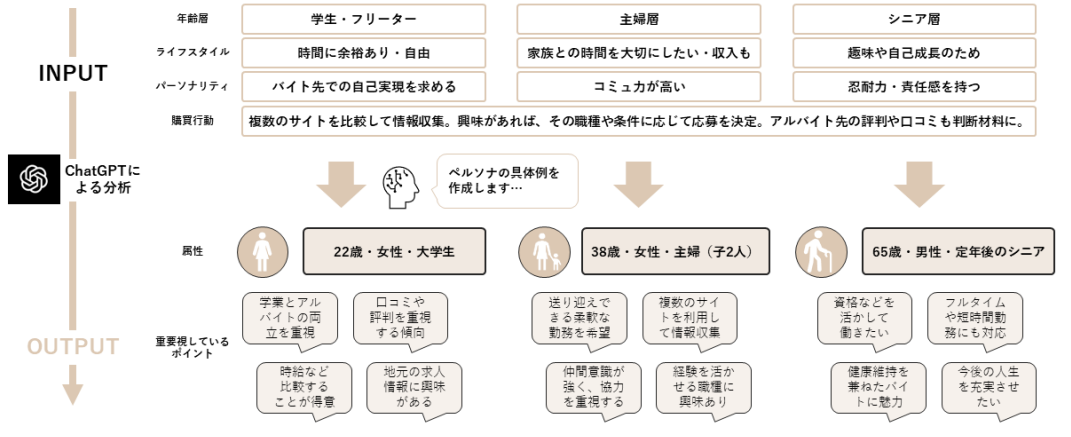 年齢層
学生・フリーター
主婦層
シニア層
ライフスタイル
時間に余裕あり・自由
家族との時間を大切にしたい・収入も
趣味や自己成長のため
INPUT
パーソナリティ
バイト先での自己実現を求める
コミュ力が高い
忍耐力・責任感を持つ
購買行動
複数のサイトを比較して情報収集。興味があれば、その職種や条件に応じて応募を決定。アルバイト先の評判や口コミも判断材料に。
ChatGPTに
よる分析
ペルソナの具体例を
作成します…
属性
22歳・女性・大学生
38歳・女性・主婦（子2人）
65歳・男性・定年後のシニア
OUTPUT
重要視している
ポイント
学業とアル
バイトの両
立を重視
口コミや
評判を重視
する傾向
送り迎えで
きる柔軟な
勤務を希望
複数のサイ
トを利用し
て情報収集
資格などを
活かして
働きたい
フルタイム
や短時間勤
務にも対応
時給など
比較する
ことが得意
地元の求人
情報に興味
がある
仲間意識が
強く、協力
を重視する
経験を活か
せる職種に
興味あり
健康維持を
兼ねたバイ
トに魅力
今後の人生
を充実させ
たい